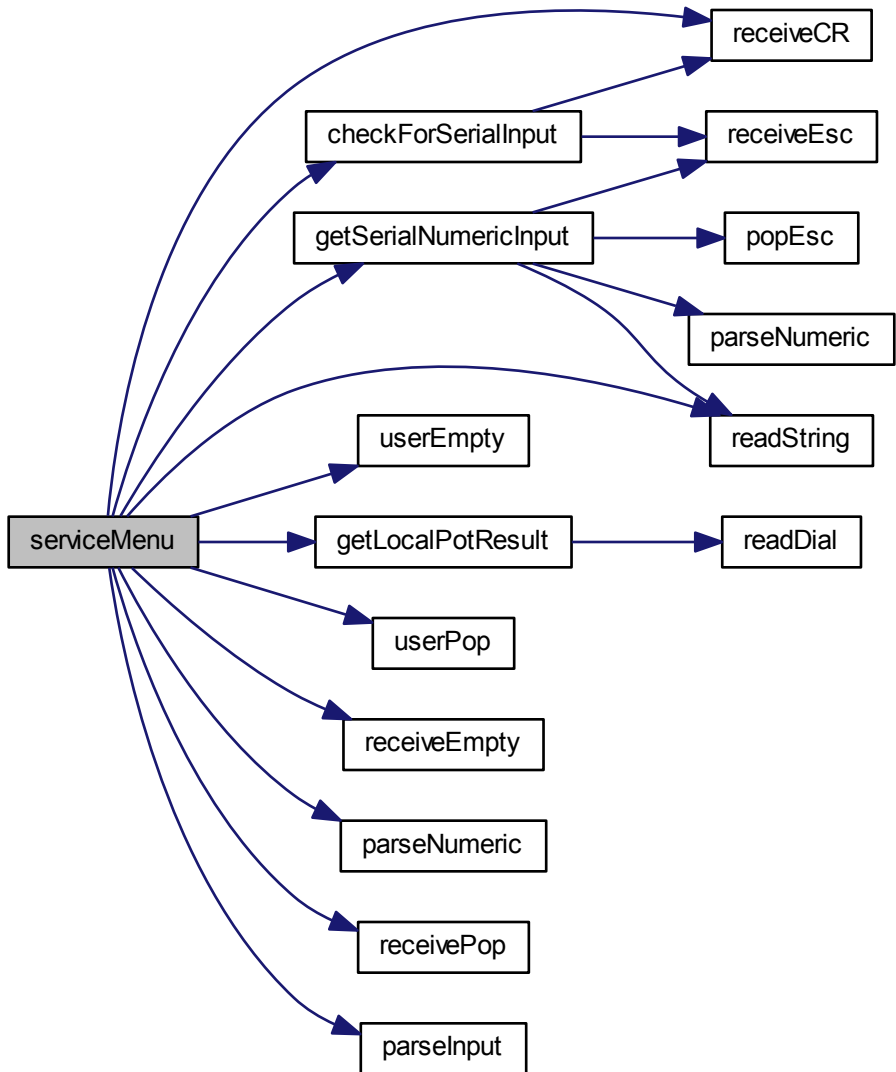 receiveCR
checkForSerialInput
receiveEsc
getSerialNumericInput
popEsc
parseNumeric
userEmpty
readString
serviceMenu
getLocalPotResult
readDial
userPop
receiveEmpty
parseNumeric
receivePop
parseInput